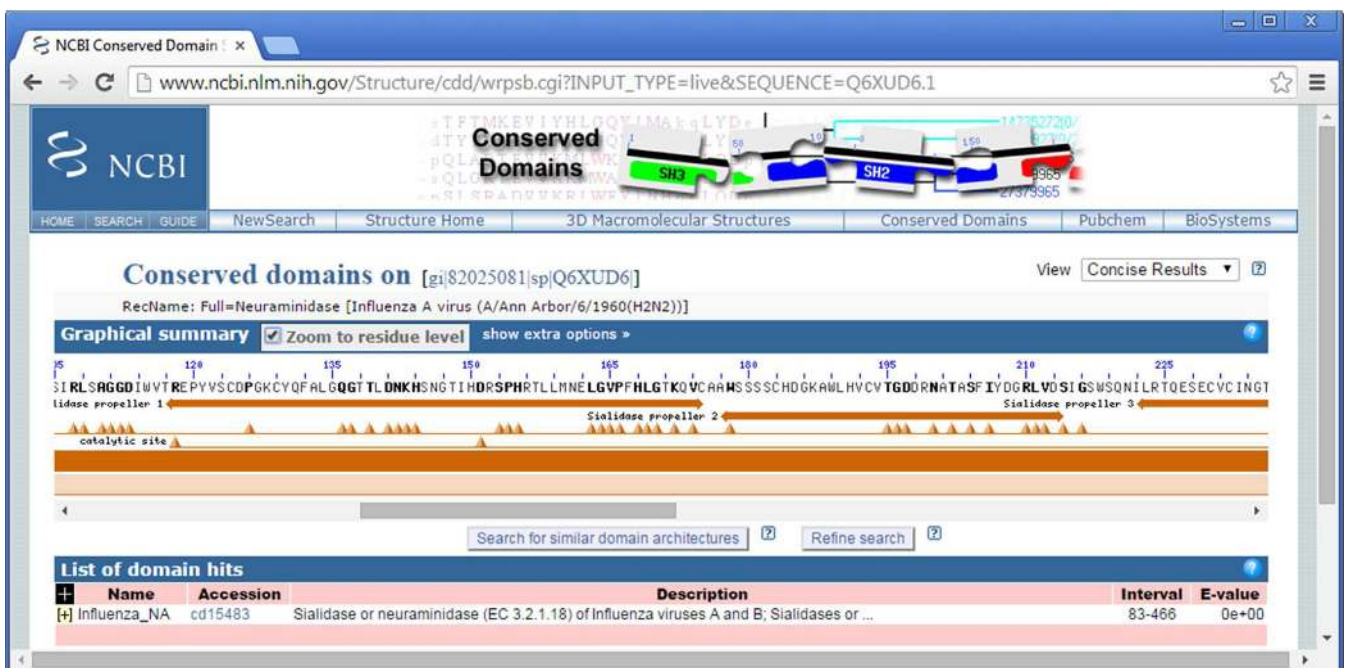 NCBI Conserved Domain
www.ncbi.nlm.nih.gov/Structure/cdd/wrpsb.cgi?INPUT_TYPE=live&SEQUENCE=Q6XUD6.1
NCBI
Conserved
Domains
SH3
SH2
HOME SEARCH GUIDE NewSearch Structure Home 3D Macromolecular Structures Conserved Domains Pubchem BioSystems
Conserved domains on [gi|82025081|sp|Q6XUD6|]
View Concise Results
RecName: Full=Neuraminidase [Influenza A virus (A/Ann Arbor/6/1960(H2N2))]
Graphical summary Zoom to residue level show extra options »
120 135 150 165 180 195 210 225
SIRLSAGGDIWVTREPYVSCDPGKCYQFALGQGTTLDNKHSNGTIHDRSPHRTLLMNELGVPFHLGTKQVCAAWSSSSCHDGKAWLHVCVTGDDRNATASFIYDGRLVDSIGSWSQNILRTQESECVCINGT
lidase propeller 1 Sialidase propeller 3
Sialidase propeller 2
catalytic site
Search for similar domain architectures Refine search
List of domain hits
Name Accession Description Interval E-value
[+] Influenza_NA cd15483 Sialidase or neuraminidase (EC 3.2.1.18) of Influenza viruses A and B; Sialidases or ... 83-466 0e+00